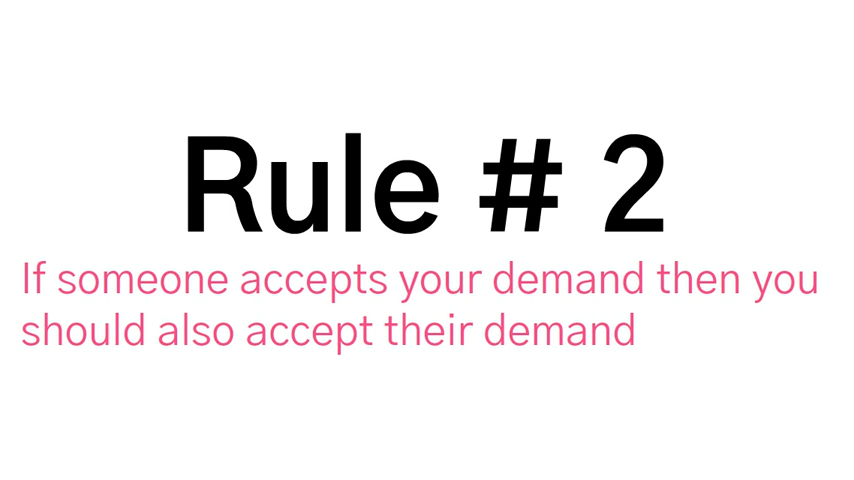 Rule # 2
If someone accepts your demand then you
should also accept their demand